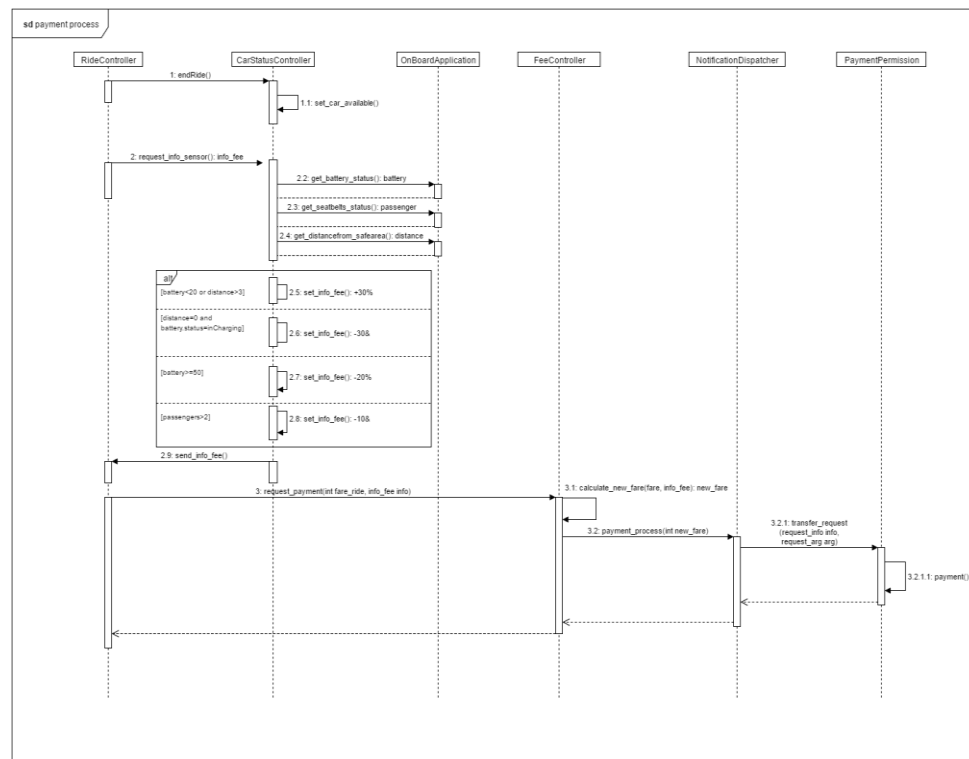 sd payment process
RideController
CarStatusController
OnBoardApplication
FeeController
NotificationDispatcher
PaymentPermission
1: endRide()
1.1: set_car_available()
2: request_info_sensor(): info_fee
2.2: get_battery_status(): battery
2.3: get_seatbelts_status(): passenger
2.4: get_distancefrom_safearea(): distance
alt
[battery<20 or distance>3]
2.5: set_info_fee(): +30%
[distance=0 and
battery.status=inCharging]
2.6: set_info_fee(): -30&
[battery>=50]
2.7: set_info_fee(): -20%
[passengers>2]
2.8: set_info_fee(): -10&
2.9: send_info_fee()
3: request_payment(int fare_ride, info_fee info)
3.1: calculate_new_fare(fare, info_fee): new_fare
3.2: payment_process(int new_fare)
3.2.1: transfer_request
(request_info info,
request_arg arg)
3.2.1.1: payment()